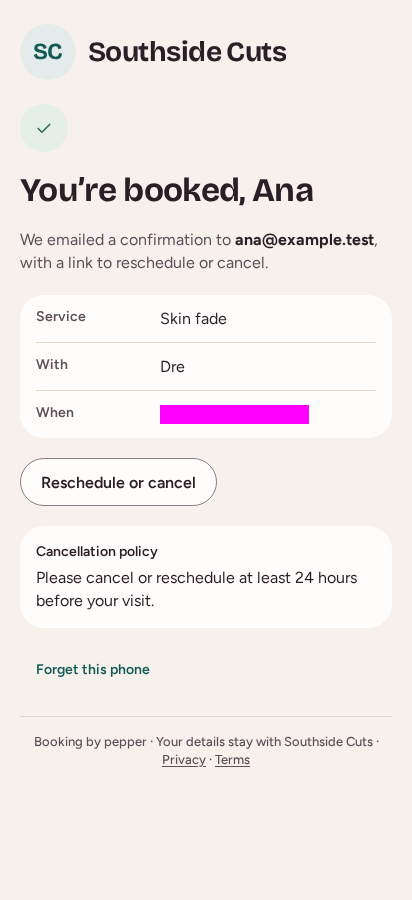 SC
Southside Cuts
You’re booked, Ana
We emailed a confirmation to ana@example.test,
with a link to reschedule or cancel.
Service
Skin fade
With
Dre
When
Reschedule or cancel
Cancellation policy
Please cancel or reschedule at least 24 hours
before your visit.
Forget this phone
Booking by pepper · Your details stay with Southside Cuts ·
Privacy · Terms